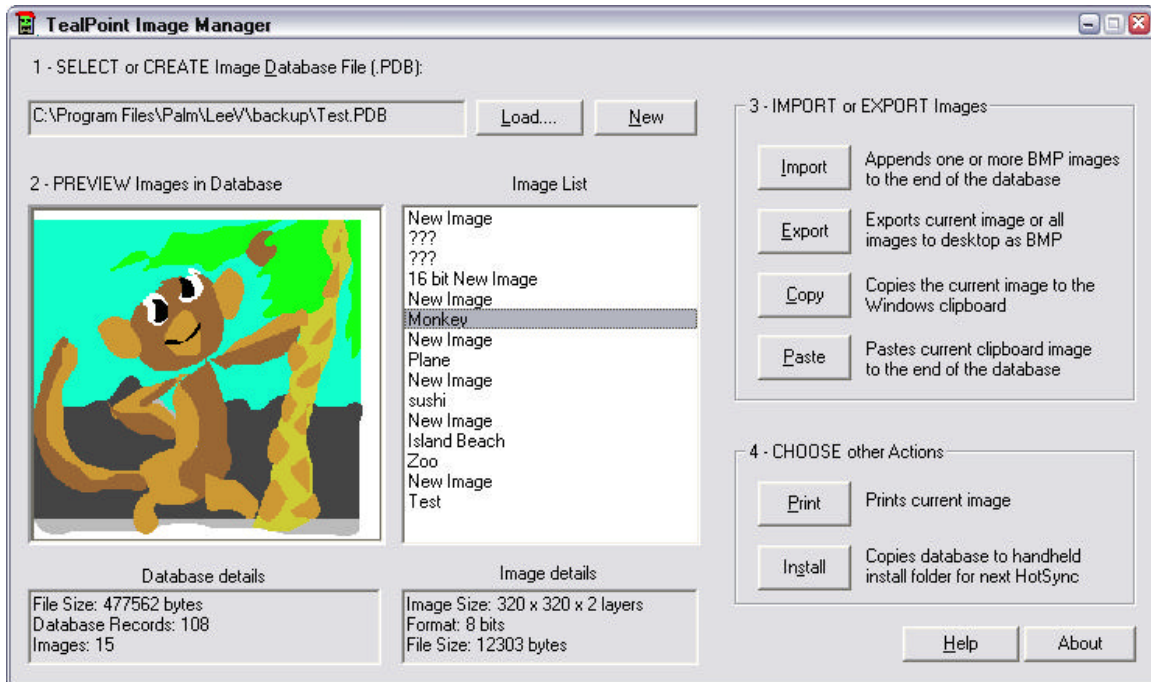 TealPoint Image Manager
1 - SELECT or CREATE Image Database File (.PDB):
C:\Program Files\Palm\LeeV\backup\Test.PDB
Load....
New
2 - PREVIEW Images in Database
Image List
New Image
???
???
16 bit New Image
New Image
Monkey
New Image
Plane
New Image
sushi
New Image
Island Beach
Zoo
New Image
Test
Database details
File Size: 477562 bytes
Database Records: 108
Images: 15
Image details
Image Size: 320 x 320 x 2 layers
Format: 8 bits
File Size: 12303 bytes
3 - IMPORT or EXPORT Images
Import
Appends one or more BMP images
to the end of the database
Export
Exports current image or all
images to desktop as BMP
Copy
Copies the current image to the
Windows clipboard
Paste
Pastes current clipboard image
to the end of the database
4 - CHOOSE other Actions
Print
Prints current image
Install
Copies database to handheld
install folder for next HotSync
Help
About